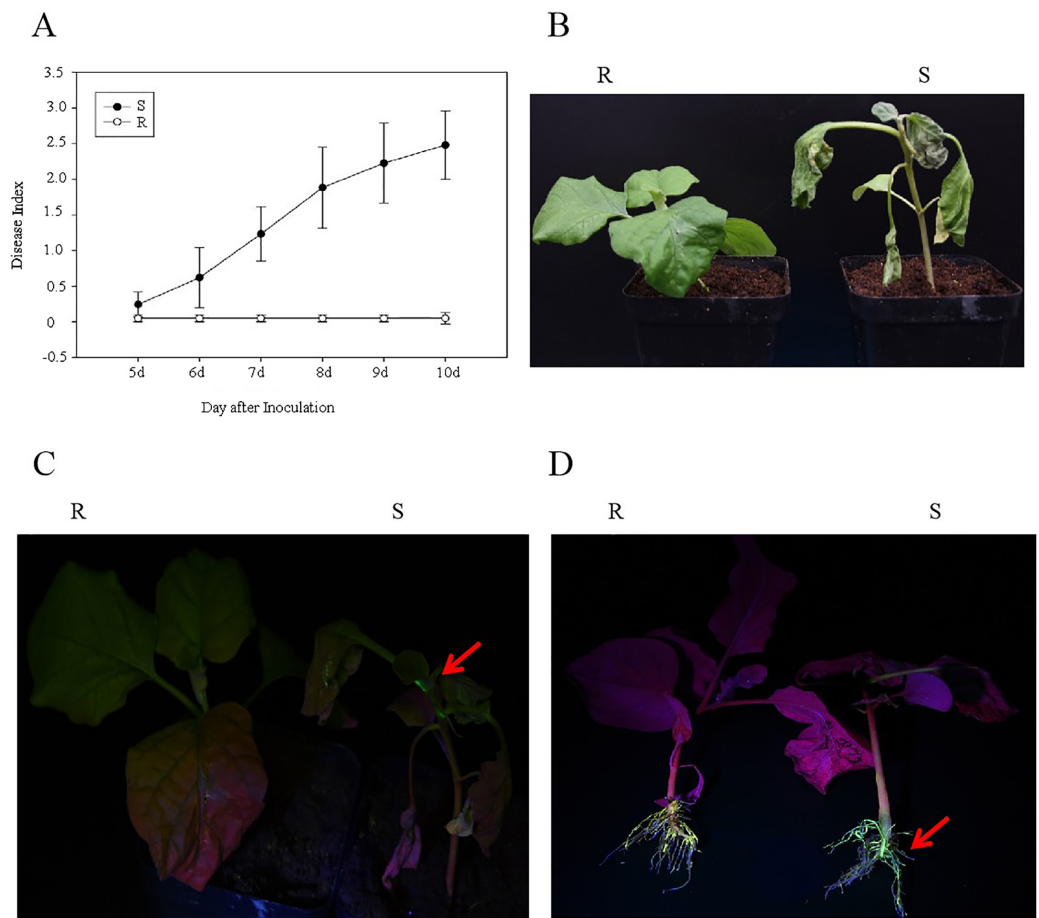 A
3.5
3.0
2.5
2.0
1.5
1.0
0.5
0
-0.5
Disease Index
S
R
5d 6d 7d 8d 9d 10d
Day after Inoculation
B
R S
C
R S
D
R S